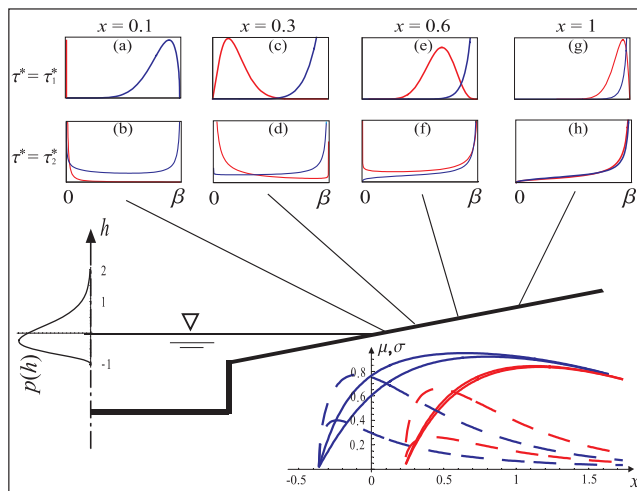 x = 0.1 x = 0.3 x = 0.6 x = 1
(a) (c) (e) (g)
τ* = τ₁*
(b) (d) (f) (h)
τ* = τ₂*
0 β 0 β 0 β 0 β
h
2
1
-1
p(h)
μ,σ
0.8
0.6
0.4
0.2
-0.5 0 0.5 1 1.5 x